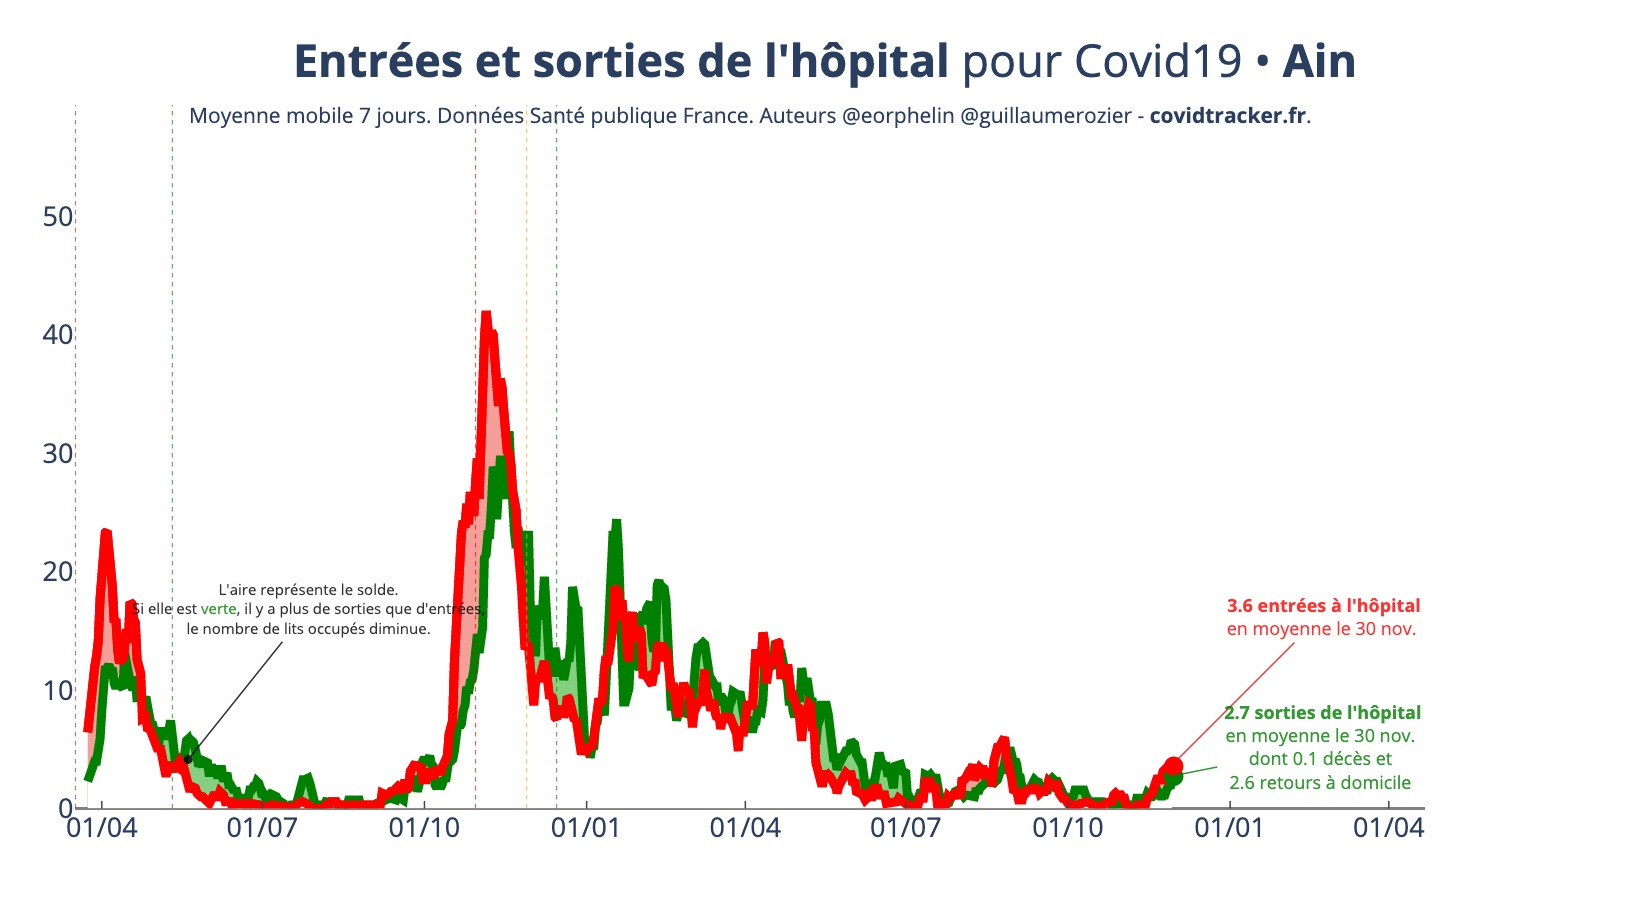 Entrées et sorties de l'hôpital pour Covid19 • Ain
Moyenne mobile 7 jours. Données Santé publique France. Auteurs @eorphelin @guillaumerozier - covidtracker.fr.
50
40
30
20
10
0
L'aire représente le solde.
Si elle est verte, il y a plus de sorties que d'entrées,
le nombre de lits occupés diminue.
3.6 entrées à l'hôpital
en moyenne le 30 nov.
2.7 sorties de l'hôpital
en moyenne le 30 nov.
dont 0.1 décès et
2.6 retours à domicile
01/04 01/07 01/10 01/01 01/04 01/07 01/10 01/01 01/04